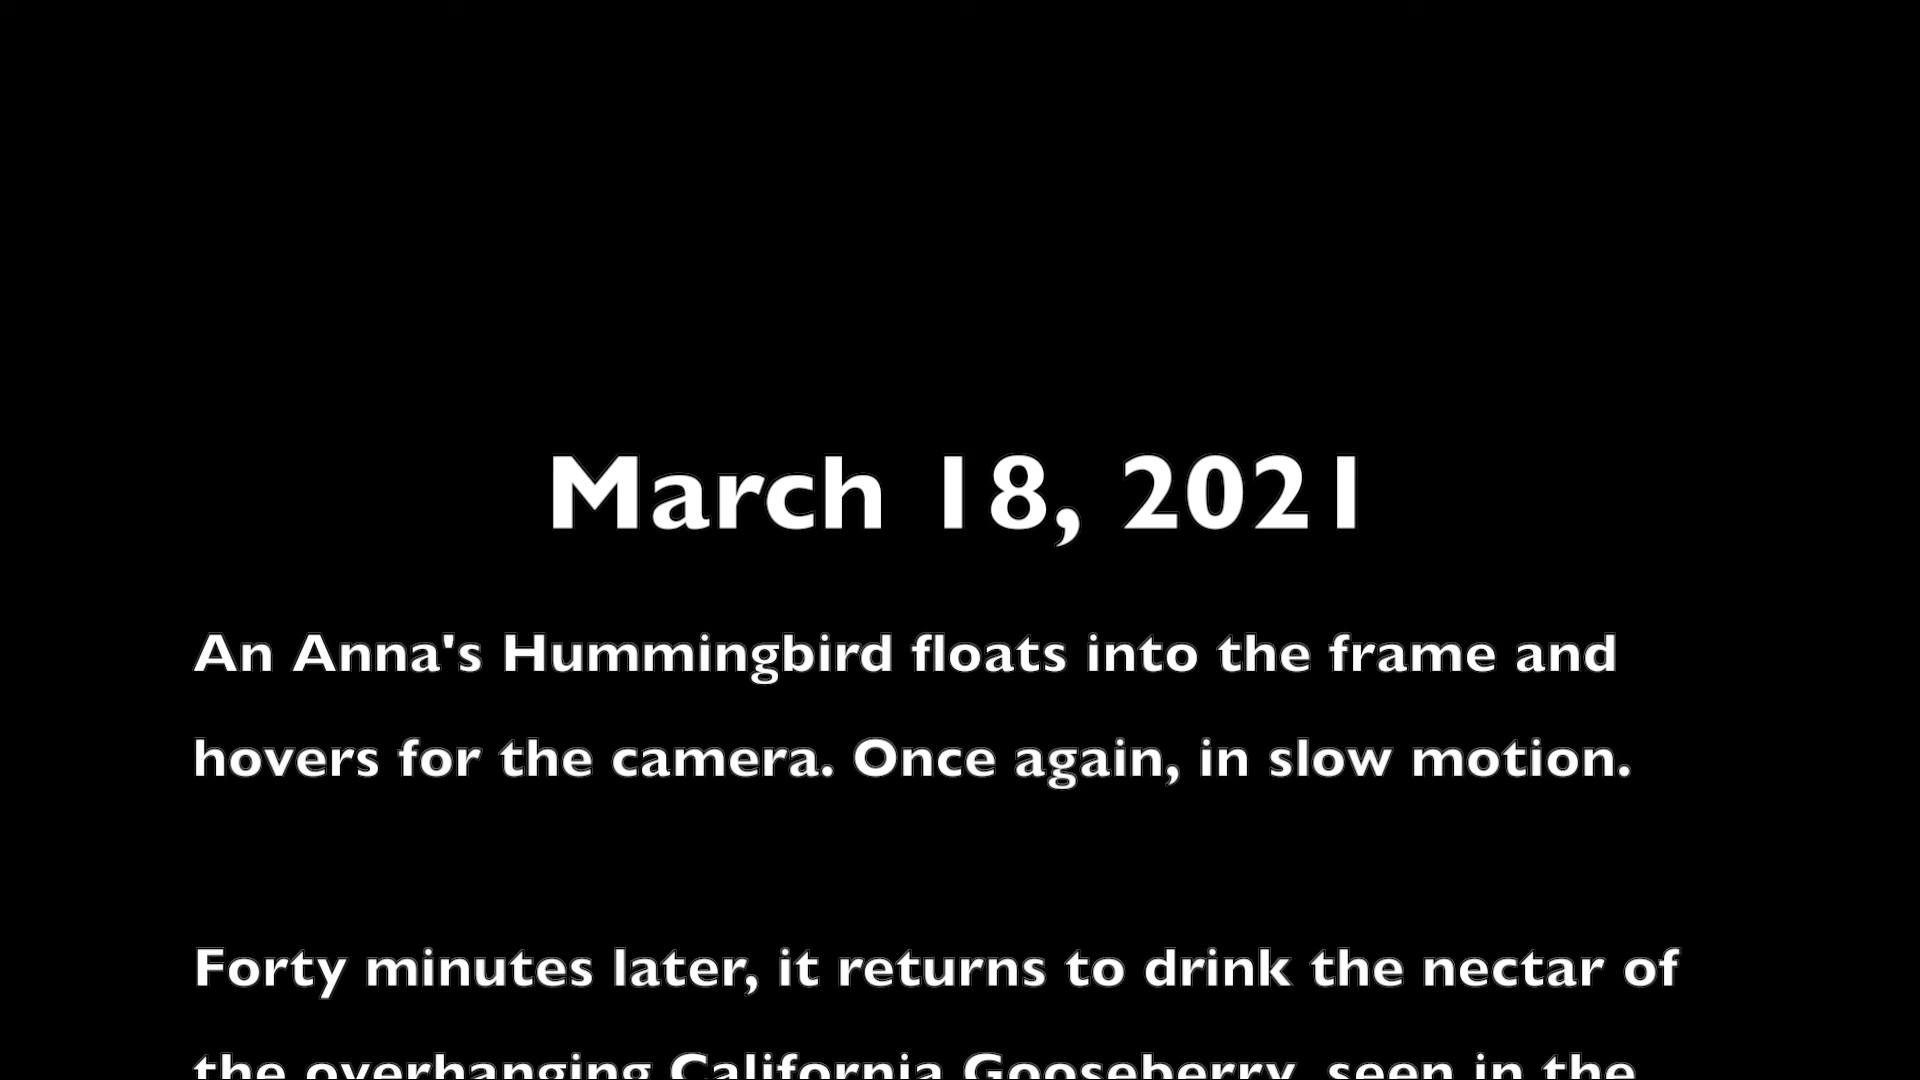 March 18, 2021
An Anna's Hummingbird floats into the frame and
hovers for the camera. Once again, in slow motion.
Forty minutes later, it returns to drink the nectar of
the overhanging California Gooseberry, seen in the